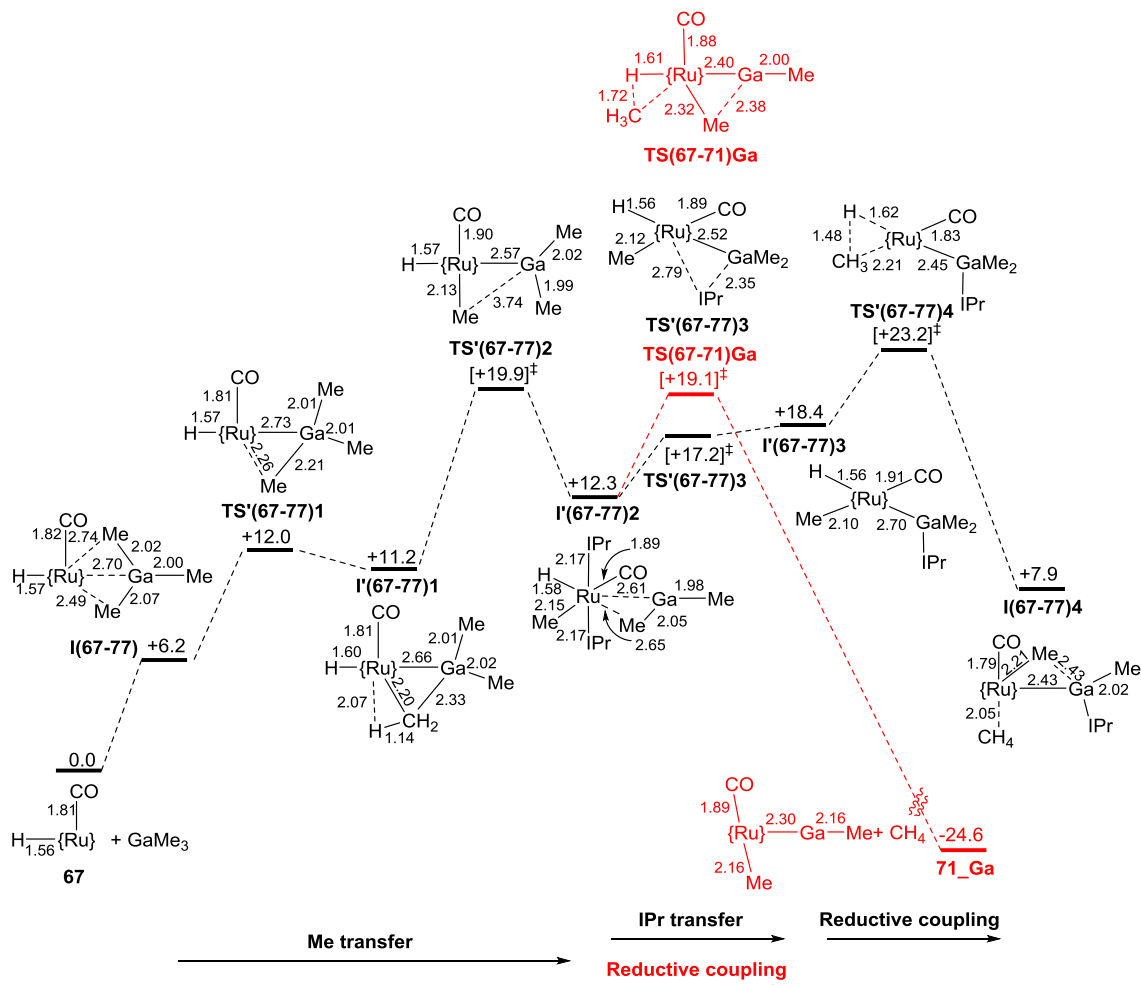 CO
1.88
1.61
2.40
2.00
H
{Ru}
Ga
Me
1.72
2.32
2.38
H3C
Me
TS(67-71)Ga
CO
1.90
Me
1.57
2.57
2.02
H
{Ru}
Ga
2.13
3.74
1.99
Me
Me
TS'(67-77)2
[+19.9]‡
H
1.56
1.89
CO
{Ru}
2.12
2.52
Me
GaMe2
2.79
2.35
IPr
TS'(67-77)3
TS(67-71)Ga
[+19.1]‡
H
1.62
CO
{Ru}
1.48
1.83
CH3
2.21
2.45
GaMe2
IPr
TS'(67-77)4
[+23.2]‡
CO
1.81
Me
2.01
1.57
2.73
H
{Ru}
Ga
2.01
Me
2.26
2.21
Me
TS'(67-77)1
+12.0
+18.4
I'(67-77)3
[+17.2]‡
TS'(67-77)3
+12.3
I'(67-77)2
CO
Me
1.82
2.74
2.02
2.70
2.00
H
{Ru}
Ga
Me
1.57
2.49
2.07
Me
I(67-77)
+6.2
+11.2
I'(67-77)1
CO
1.81
Me
2.01
1.60
2.66
H
{Ru}
Ga
2.02
Me
2.07
2.20
2.33
CH2
H
1.14
IPr
2.17
1.89
H
CO
1.58
2.61
1.98
Ru
Ga
Me
2.15
2.05
Me
Me
2.17
IPr
2.65
H
1.56
1.91
CO
{Ru}
Me
2.10
2.70
GaMe2
IPr
+7.9
I(67-77)4
CO
Me
1.79
2.21
2.43
Me
2.43
{Ru}
Ga
2.02
2.05
IPr
CH4
0.0
CO
1.81
H
{Ru}
+ GaMe3
1.56
67
CO
1.89
2.30
2.16
{Ru}
Ga
Me
+ CH4
2.16
Me
-24.6
71_Ga
Me transfer
IPr transfer
Reductive coupling
Reductive coupling